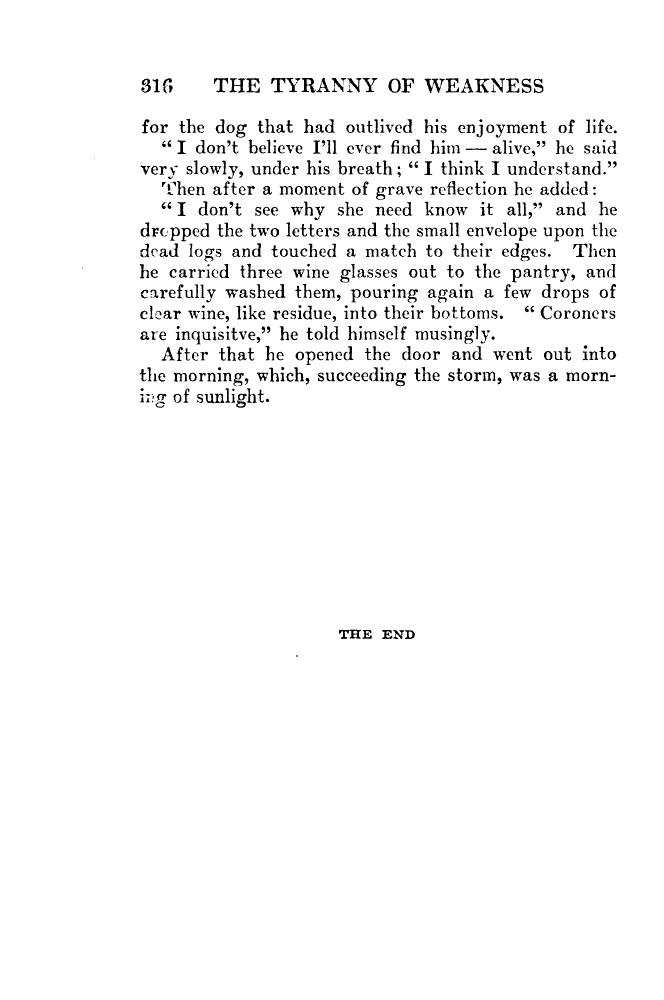 316 THE TYRANNY OF WEAKNESS
for the dog that had outlived his enjoyment of life.
“I don’t believe I’ll ever find him — alive,” he said
very slowly, under his breath; “I think I understand.”
Then after a moment of grave reflection he added:
“I don’t see why she need know it all,” and he
dropped the two letters and the small envelope upon the
dead logs and touched a match to their edges. Then
he carried three wine glasses out to the pantry, and
carefully washed them, pouring again a few drops of
clear wine, like residue, into their bottoms. “Coroners
are inquisitve,” he told himself musingly.
After that he opened the door and went out into
the morning, which, succeeding the storm, was a morn-
ing of sunlight.
THE END